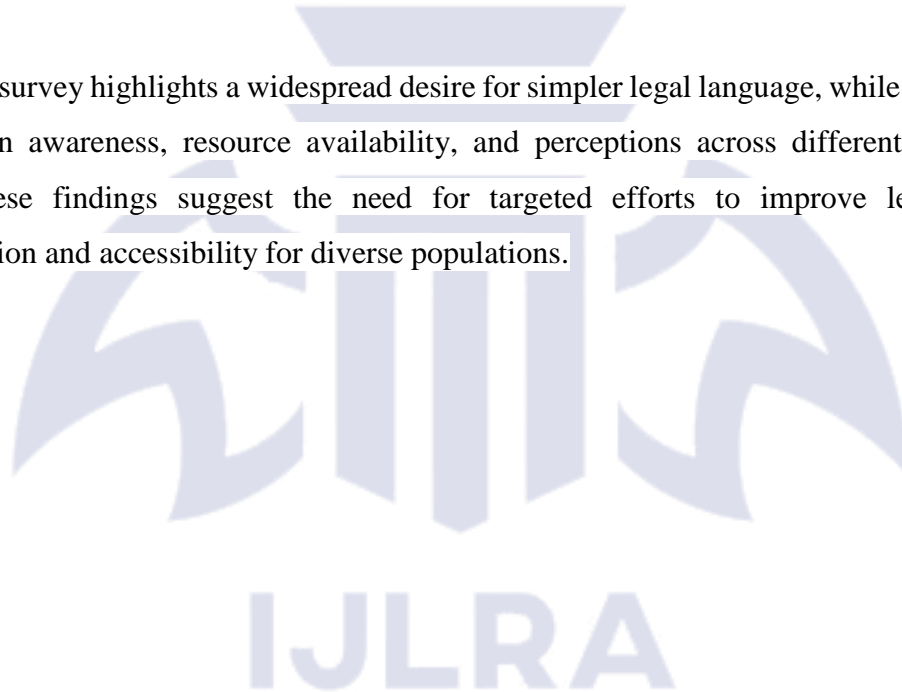 survey highlights a widespread desire for simpler legal language, while
n awareness, resource availability, and perceptions across different
ese findings suggest the need for targeted efforts to improve le
ion and accessibility for diverse populations.
IJLRA